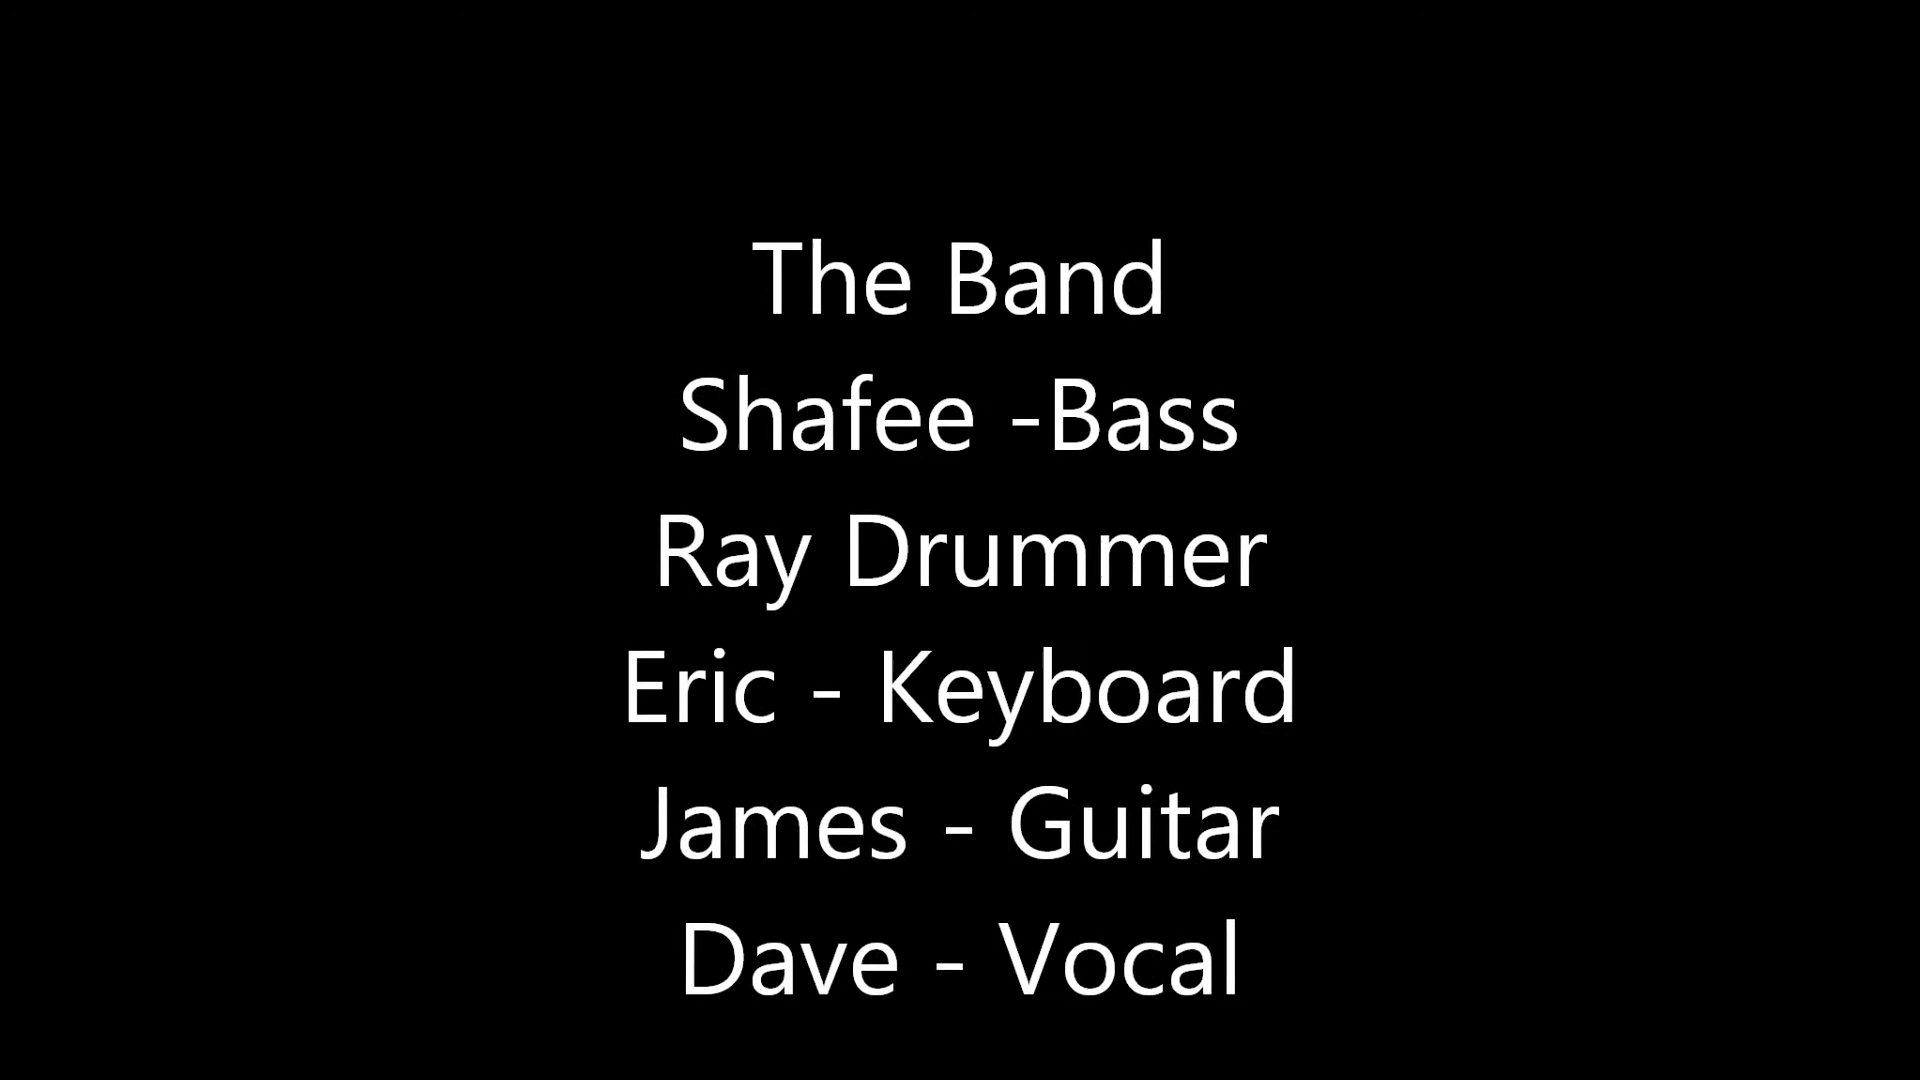 The Band
Shafee -Bass
Ray Drummer
Eric - Keyboard
James - Guitar
Dave - Vocal